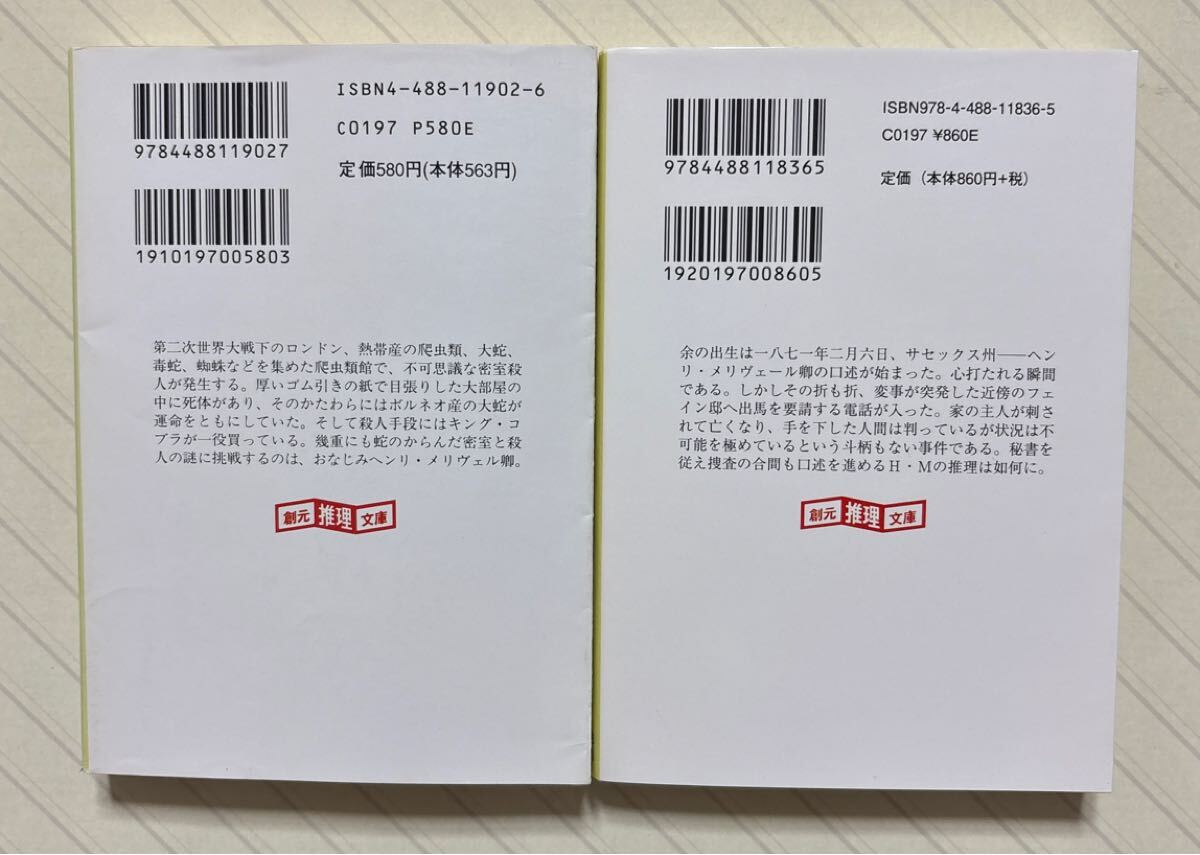 ISBN4-488-11902-6
9784488119027
C0197 P580E
定価580円(本体563円)
1910197005803
第二次世界大戦下のロンドン、熱帯産の爬虫類、大蛇、
毒蛇、蜘蛛などを集めた爬虫類館で、不可思議な密室殺
人が発生する。厚いゴム引きの紙で目張りした大部屋の
中に死体があり、そのかたわらにはボルネオ産の大蛇が
運命をともにしていた。そして殺人手段にはキング・コ
ブラが一役買っている。幾重にも蛇のからんだ密室と殺
人の謎に挑戦するのは、おなじみヘンリ・メリヴェル卿。
創元推理文庫
ISBN978-4-488-11836-5
9784488118365
C0197 ¥860E
定価（本体860円+税）
1920197008605
余の出生は一八七一年二月六日、サセックス州――ヘン
リ・メリヴェール卿の口述が始まった。心打たれる瞬間
である。しかしその折も折、変事が突発した近傍のフェ
イン邸へ出馬を要請する電話が入った。家の主人が刺さ
れて亡くなり、手を下した人間は判っているが状況は不
可能を極めているという斗柄もない事件である。秘書を
従え捜査の合間も口述を進めるＨ・Ｍの推理は如何に。
創元推理文庫